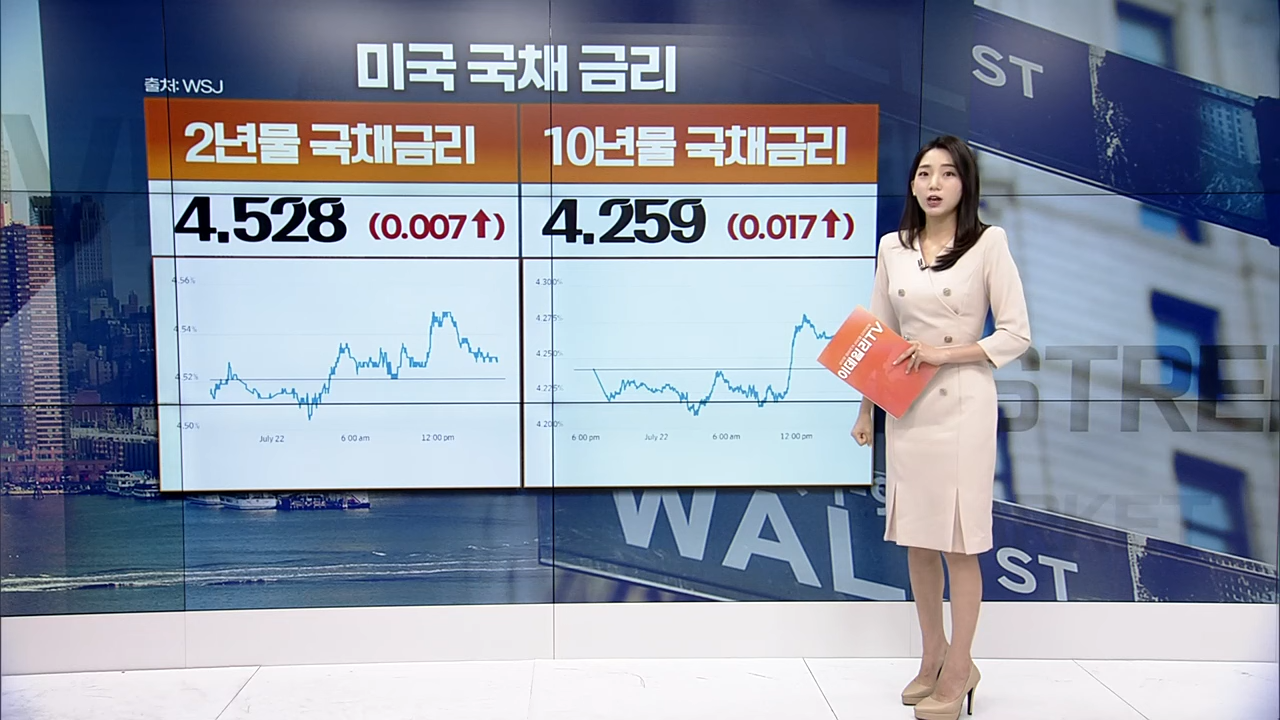 미국 국채 금리
출처: WSJ
2년물 국채금리
4.528 (0.007↑)
4.56%
4.54%
4.52%
4.50%
July 22 6:00 am 12:00 pm
10년물 국채금리
4.259 (0.017↑)
4.300%
4.275%
4.250%
4.225%
4.200%
6:00 pm July 22 6:00 am 12:00 pm
이데일리TV
ST
WALL
ST